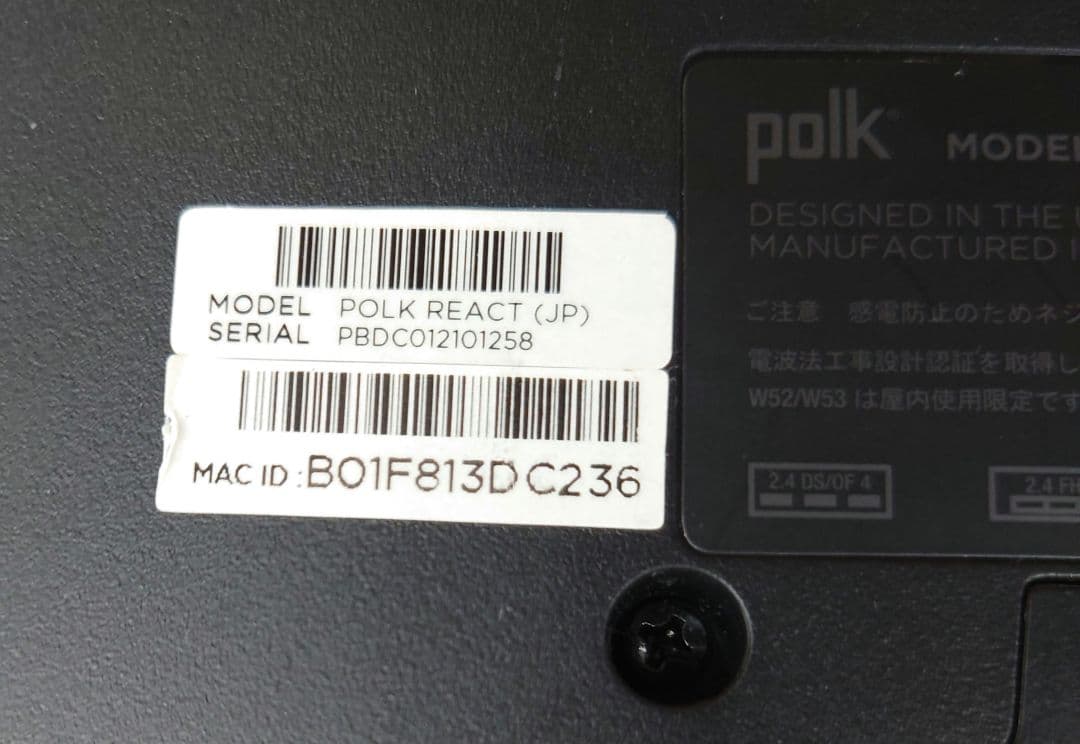 MODEL POLK REACT (JP)
SERIAL PBDC012101258
MAC ID : B01F813DC236
polk MODEL
DESIGNED IN THE
MANUFACTURED
ご注意 感電防止のためネジ
電波法工事設計認証を取得し
W52/W53 は屋内使用限定です
2.4 DS/OF 4
2.4 FH